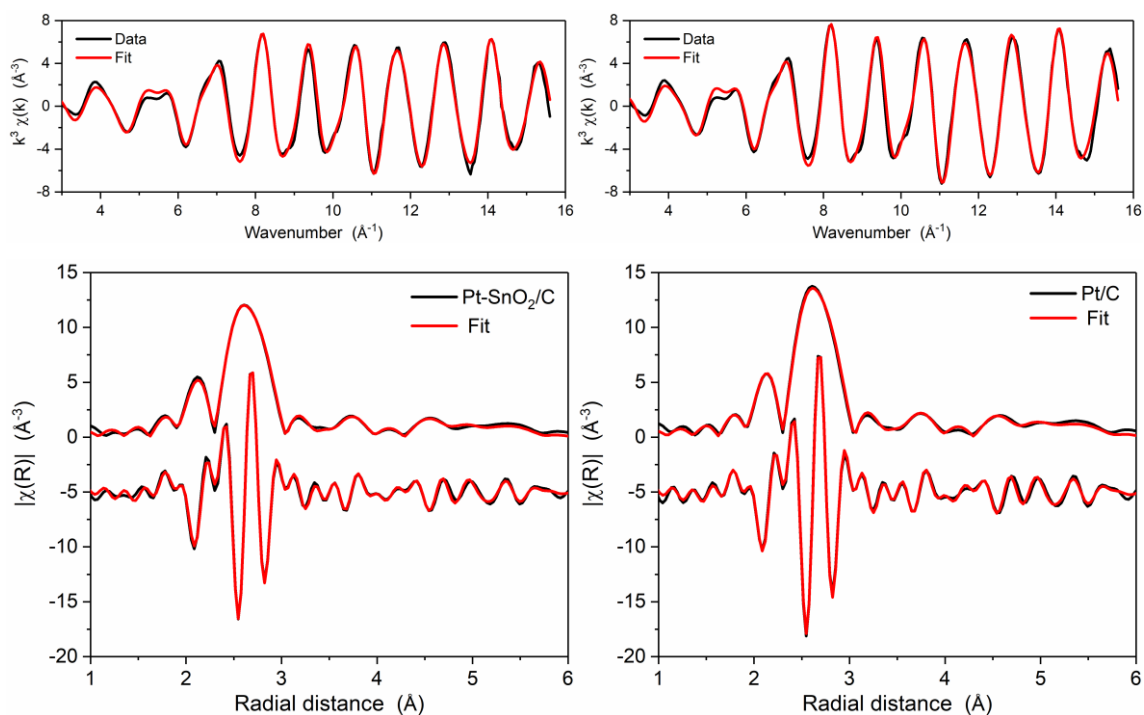 8
4
0
-4
-8
k³ χ(k) (Å⁻³)
Data
Fit
4 6 8 10 12 14 16
Wavenumber (Å⁻¹)
8
4
0
-4
-8
k³ χ(k) (Å⁻³)
Data
Fit
4 6 8 10 12 14 16
Wavenumber (Å⁻¹)
15
10
5
0
-5
-10
-15
-20
|χ(R)| (Å⁻³)
Pt-SnO₂/C
Fit
1 2 3 4 5 6
Radial distance (Å)
15
10
5
0
-5
-10
-15
-20
|χ(R)| (Å⁻³)
Pt/C
Fit
1 2 3 4 5 6
Radial distance (Å)